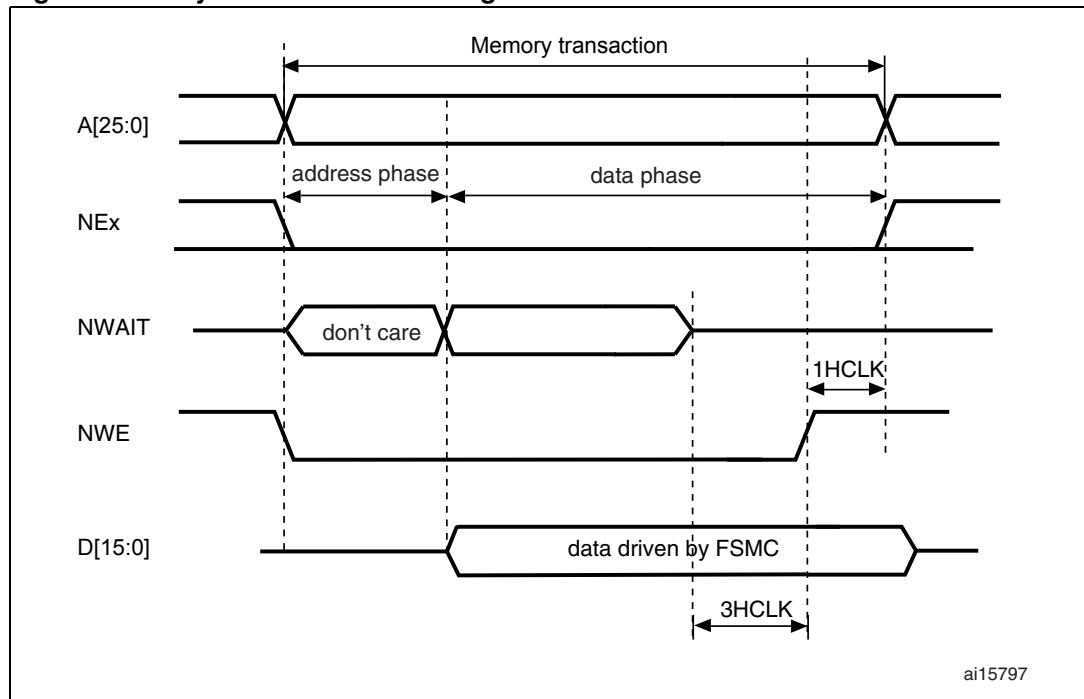 Memory transaction
A[25:0]
address phase
data phase
NEx
NWAIT
don't care
1HCLK
NWE
D[15:0]
data driven by FSMC
3HCLK
ai15797